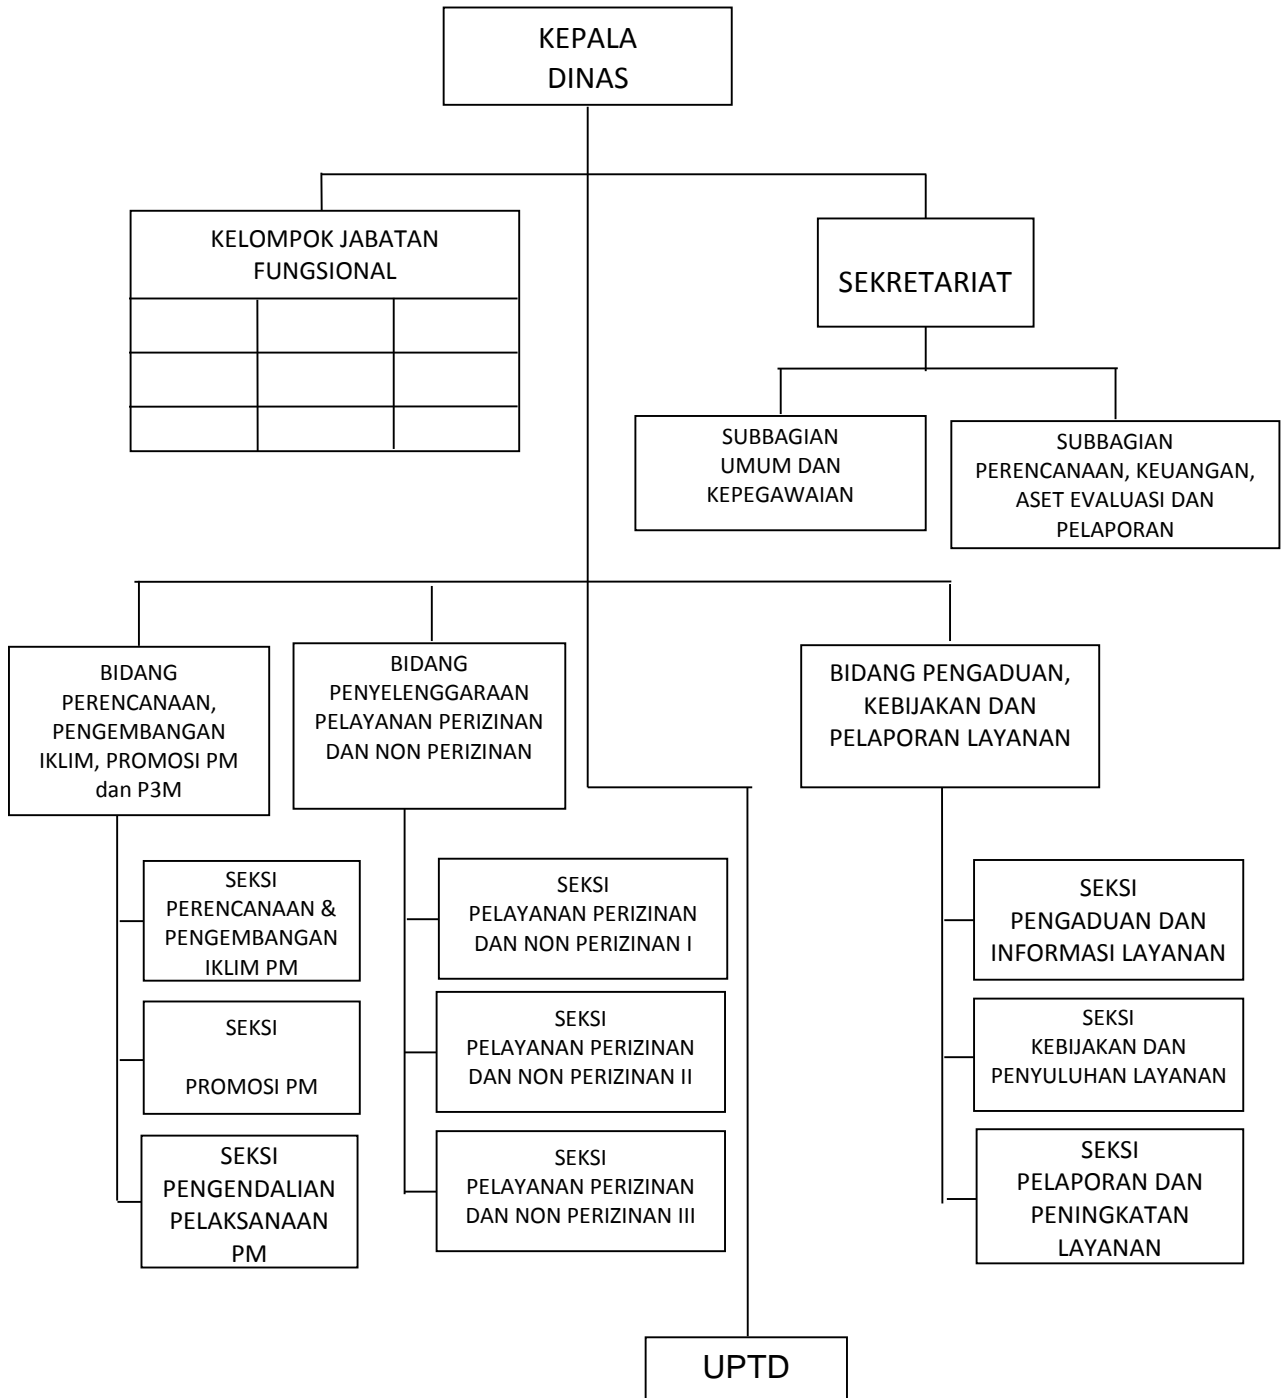 KEPALA
DINAS
KELOMPOK JABATAN
FUNGSIONAL
SEKRETARIAT
SUBBAGIAN
UMUM DAN
KEPEGAWAIAN
SUBBAGIAN
PERENCANAAN, KEUANGAN,
ASET EVALUASI DAN
PELAPORAN
BIDANG
PERENCANAAN,
PENGEMBANGAN
IKLIM, PROMOSI PM
dan P3M
BIDANG
PENYELENGGARAAN
PELAYANAN PERIZINAN
DAN NON PERIZINAN
BIDANG PENGADUAN,
KEBIJAKAN DAN
PELAPORAN LAYANAN
SEKSI
PERENCANAAN &
PENGEMBANGAN
IKLIM PM
SEKSI
PROMOSI PM
SEKSI
PENGENDALIAN
PELAKSANAAN
PM
SEKSI
PELAYANAN PERIZINAN
DAN NON PERIZINAN I
SEKSI
PELAYANAN PERIZINAN
DAN NON PERIZINAN II
SEKSI
PELAYANAN PERIZINAN
DAN NON PERIZINAN III
SEKSI
PENGADUAN DAN
INFORMASI LAYANAN
SEKSI
KEBIJAKAN DAN
PENYULUHAN LAYANAN
SEKSI
PELAPORAN DAN
PENINGKATAN
LAYANAN
UPTD